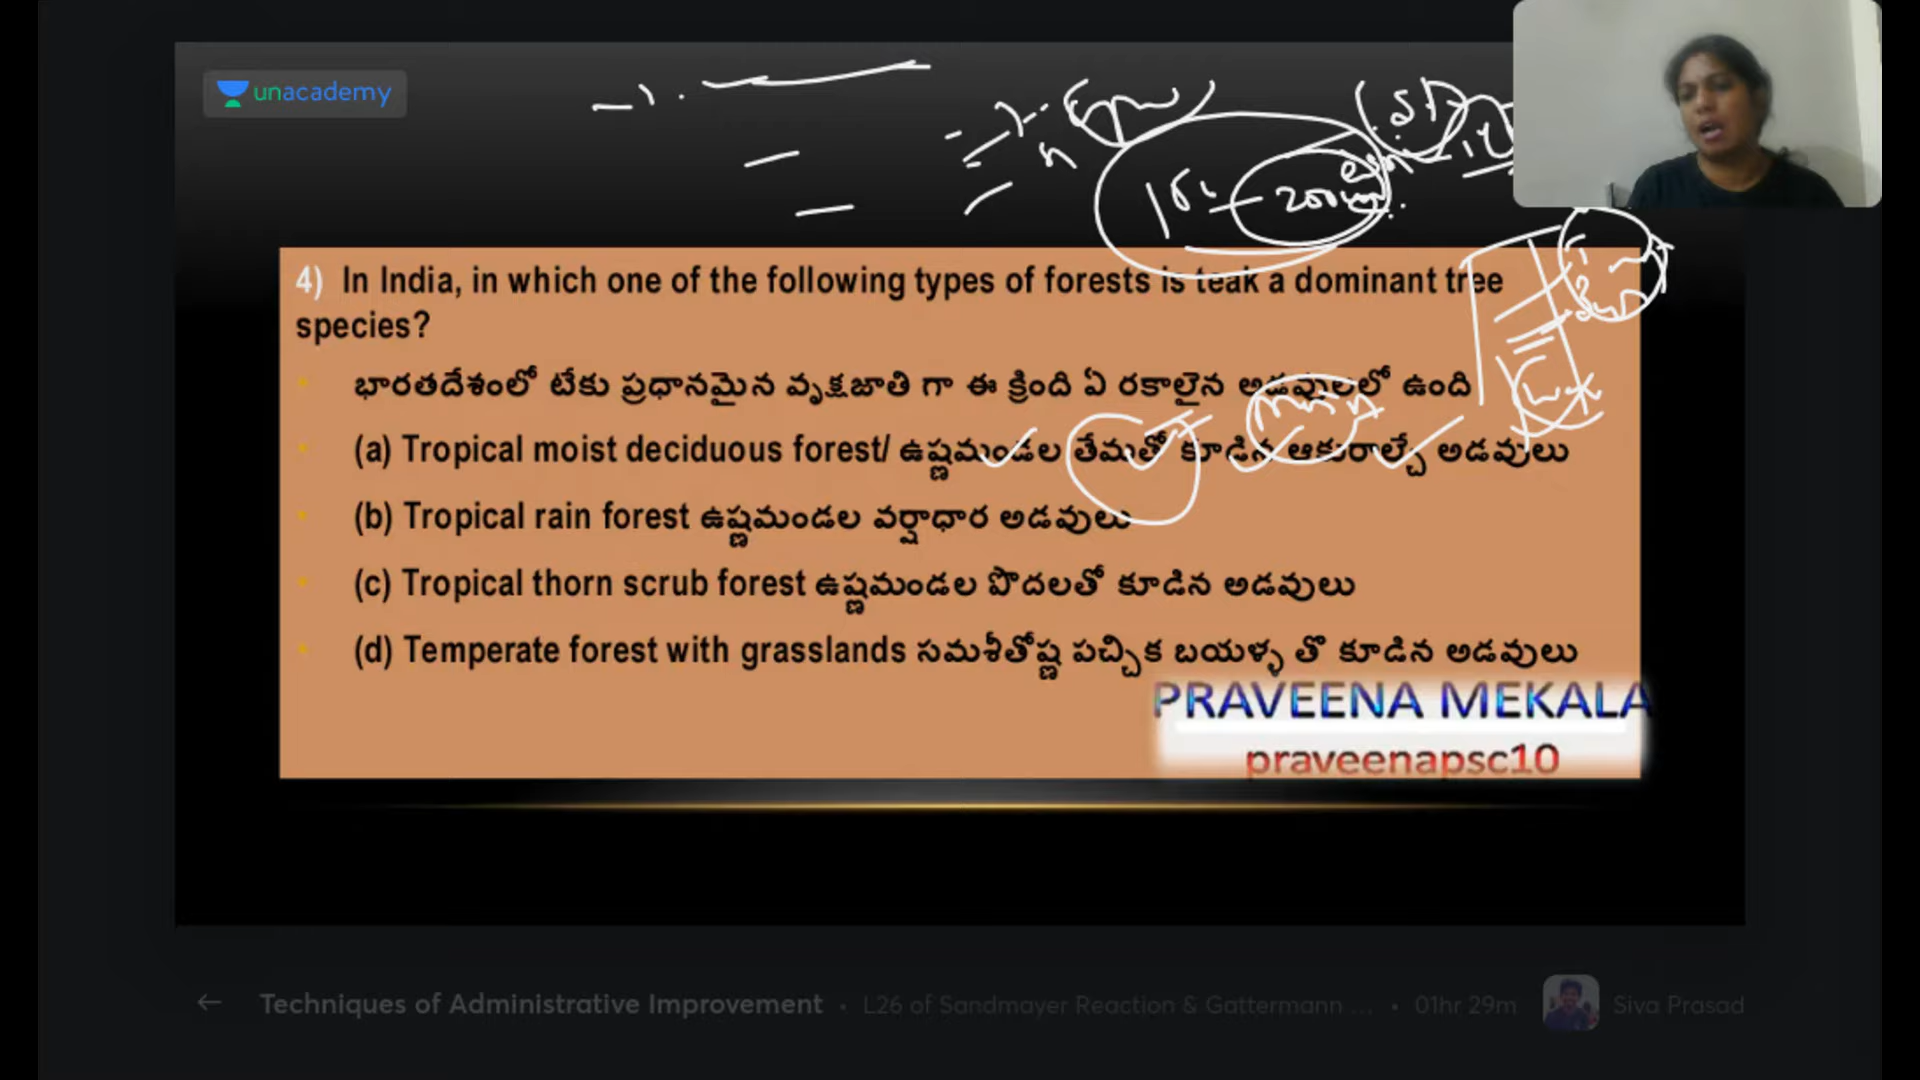 unacademy
200cm
4) In India, in which one of the following types of forests is teak a dominant tree
species?
భారతదేశంలో టేకు ప్రధానమైన వృక్షజాతి గా ఈ క్రింది ఏ రకాలైన అడవులలో ఉంది
(a) Tropical moist deciduous forest/ ఉష్ణమండల తేమతో కూడిన ఆకురాల్చే అడవులు
(b) Tropical rain forest ఉష్ణమండల వర్షాధార అడవులు
(c) Tropical thorn scrub forest ఉష్ణమండల పొదలతో కూడిన అడవులు
(d) Temperate forest with grasslands సమశీతోష్ణ పచ్చిక బయళ్ళ తొ కూడిన అడవులు
PRAVEENA MEKALA
praveenapsc10
Techniques of Administrative Improvement • L26 of Sandmayer Reaction & Gattermann ... • 01hr 29m Siva Prasad